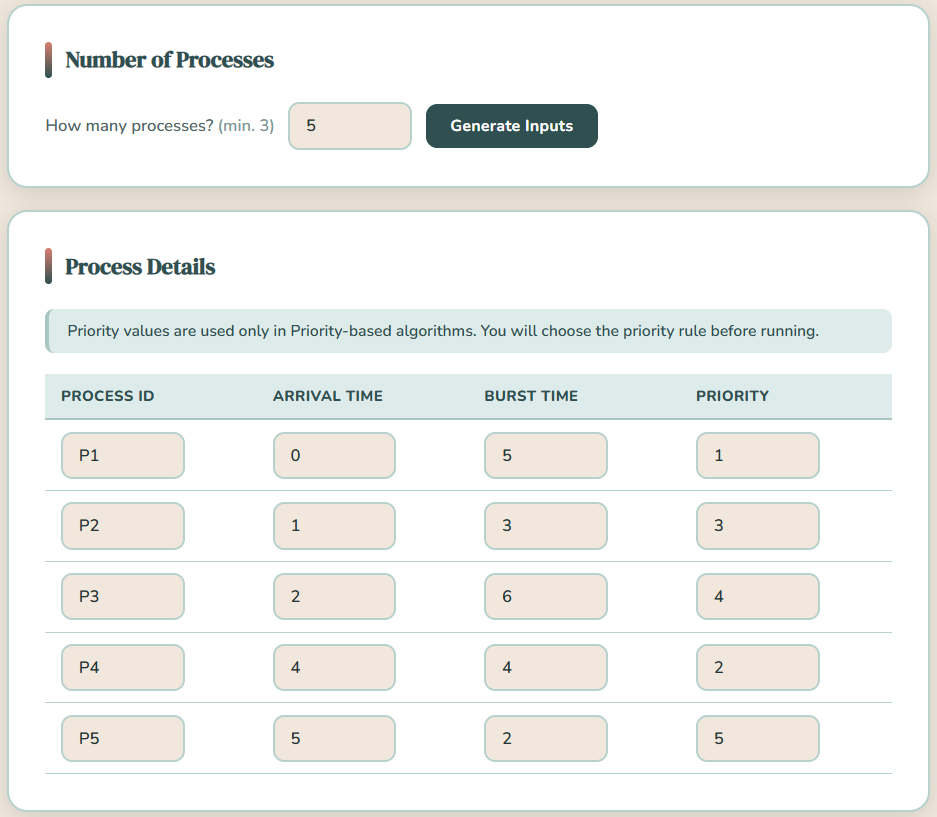 Number of Processes
How many processes? (min. 3) 5 Generate Inputs
Process Details
Priority values are used only in Priority-based algorithms. You will choose the priority rule before running.
PROCESS ID ARRIVAL TIME BURST TIME PRIORITY
P1 0 5 1
P2 1 3 3
P3 2 6 4
P4 4 4 2
P5 5 2 5